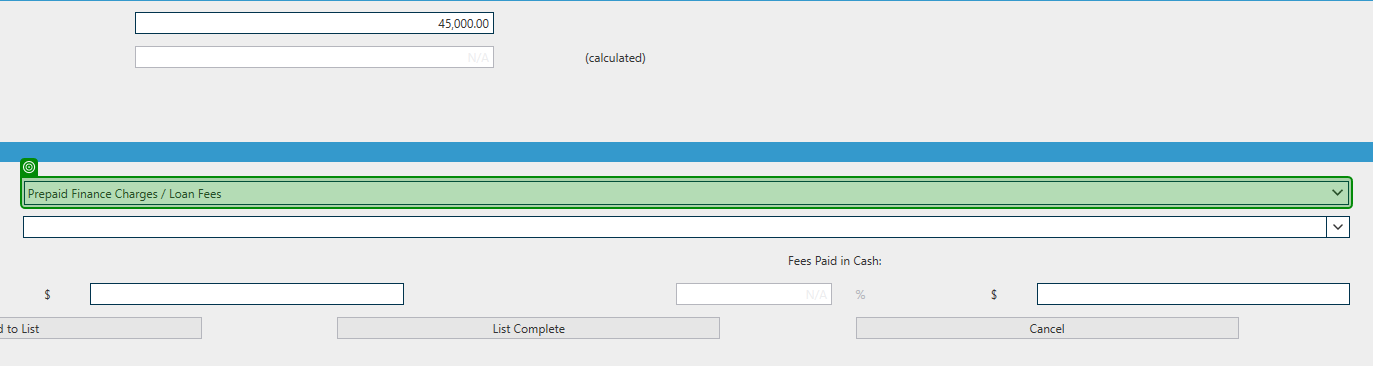 45,000.00
N/A (calculated)
Prepaid Finance Charges / Loan Fees
Fees Paid in Cash:
$ N/A % $
d to List List Complete Cancel